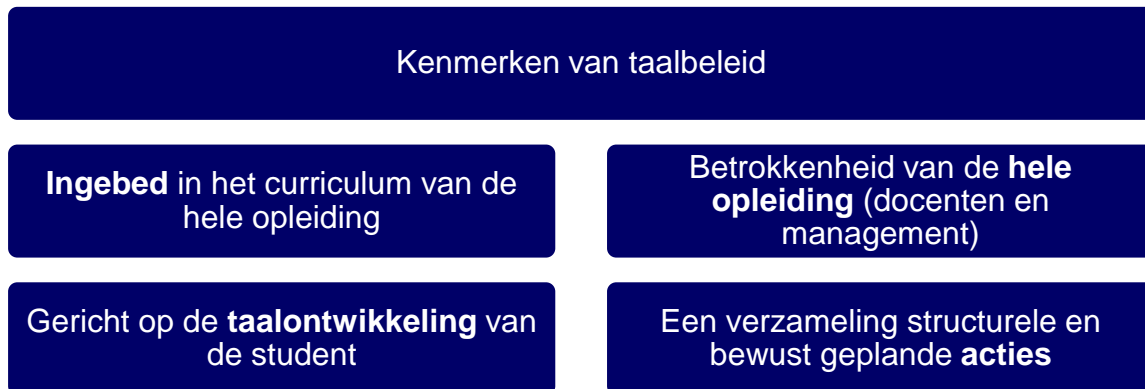 Kenmerken van taalbeleid
Ingebed in het curriculum van de
hele opleiding
Betrokkenheid van de hele
opleiding (docenten en
management)
Gericht op de taalontwikkeling van
de student
Een verzameling structurele en
bewust geplande acties